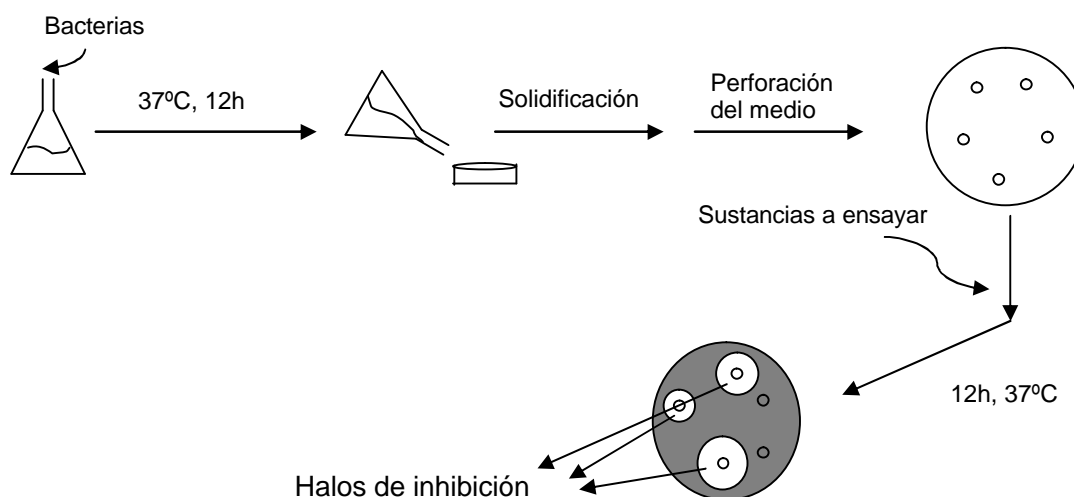 Bacterias
37ºC, 12h
Solidificación
Perforación
del medio
Sustancias a ensayar
12h, 37ºC
Halos de inhibición